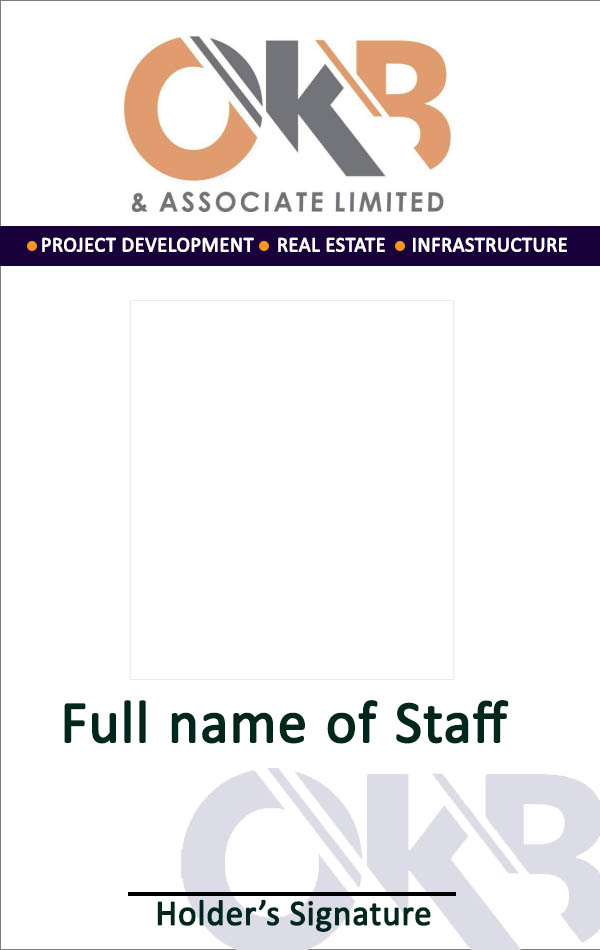 OKB
& ASSOCIATE LIMITED
PROJECT DEVELOPMENT REAL ESTATE INFRASTRUCTURE
Full name of Staff
OKB
Holder’s Signature